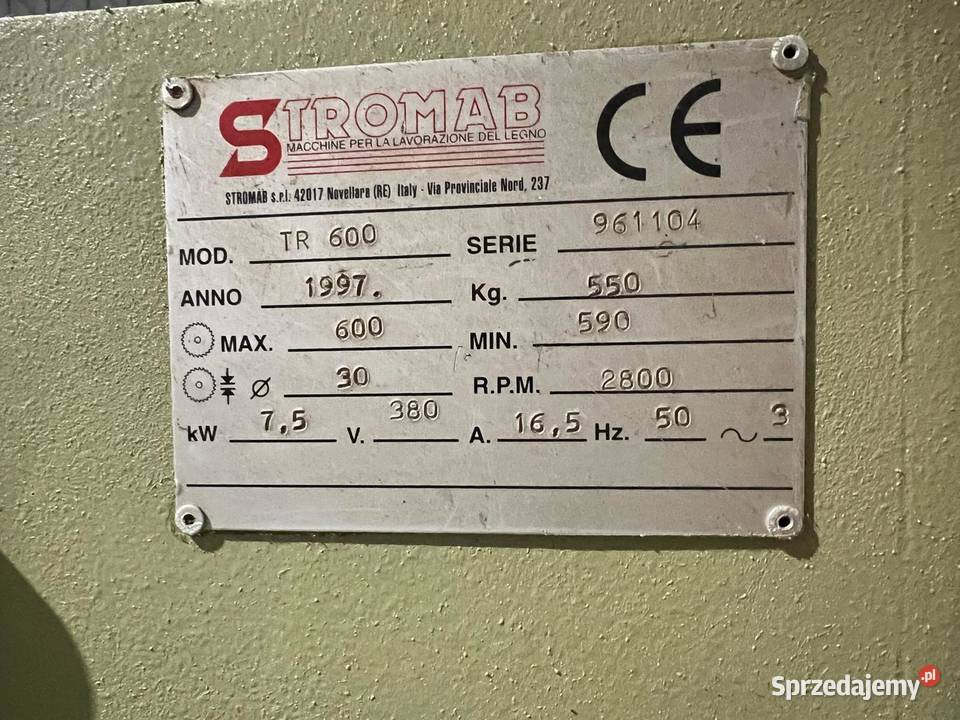 STROMAB
MACCHINE PER LA LAVORAZIONE DEL LEGNO
CE
STROMAB s.r.l. 42017 Novellara (RE) Italy - Via Provinciale Nord, 237
MOD. TR 600 SERIE 961104
ANNO 1997. Kg. 550
MAX. 600 MIN. 590
Ø 30 R.P.M. 2800
kW 7,5 V. 380 A. 16,5 Hz. 50 ~ 3
Sprzedajemy.pl